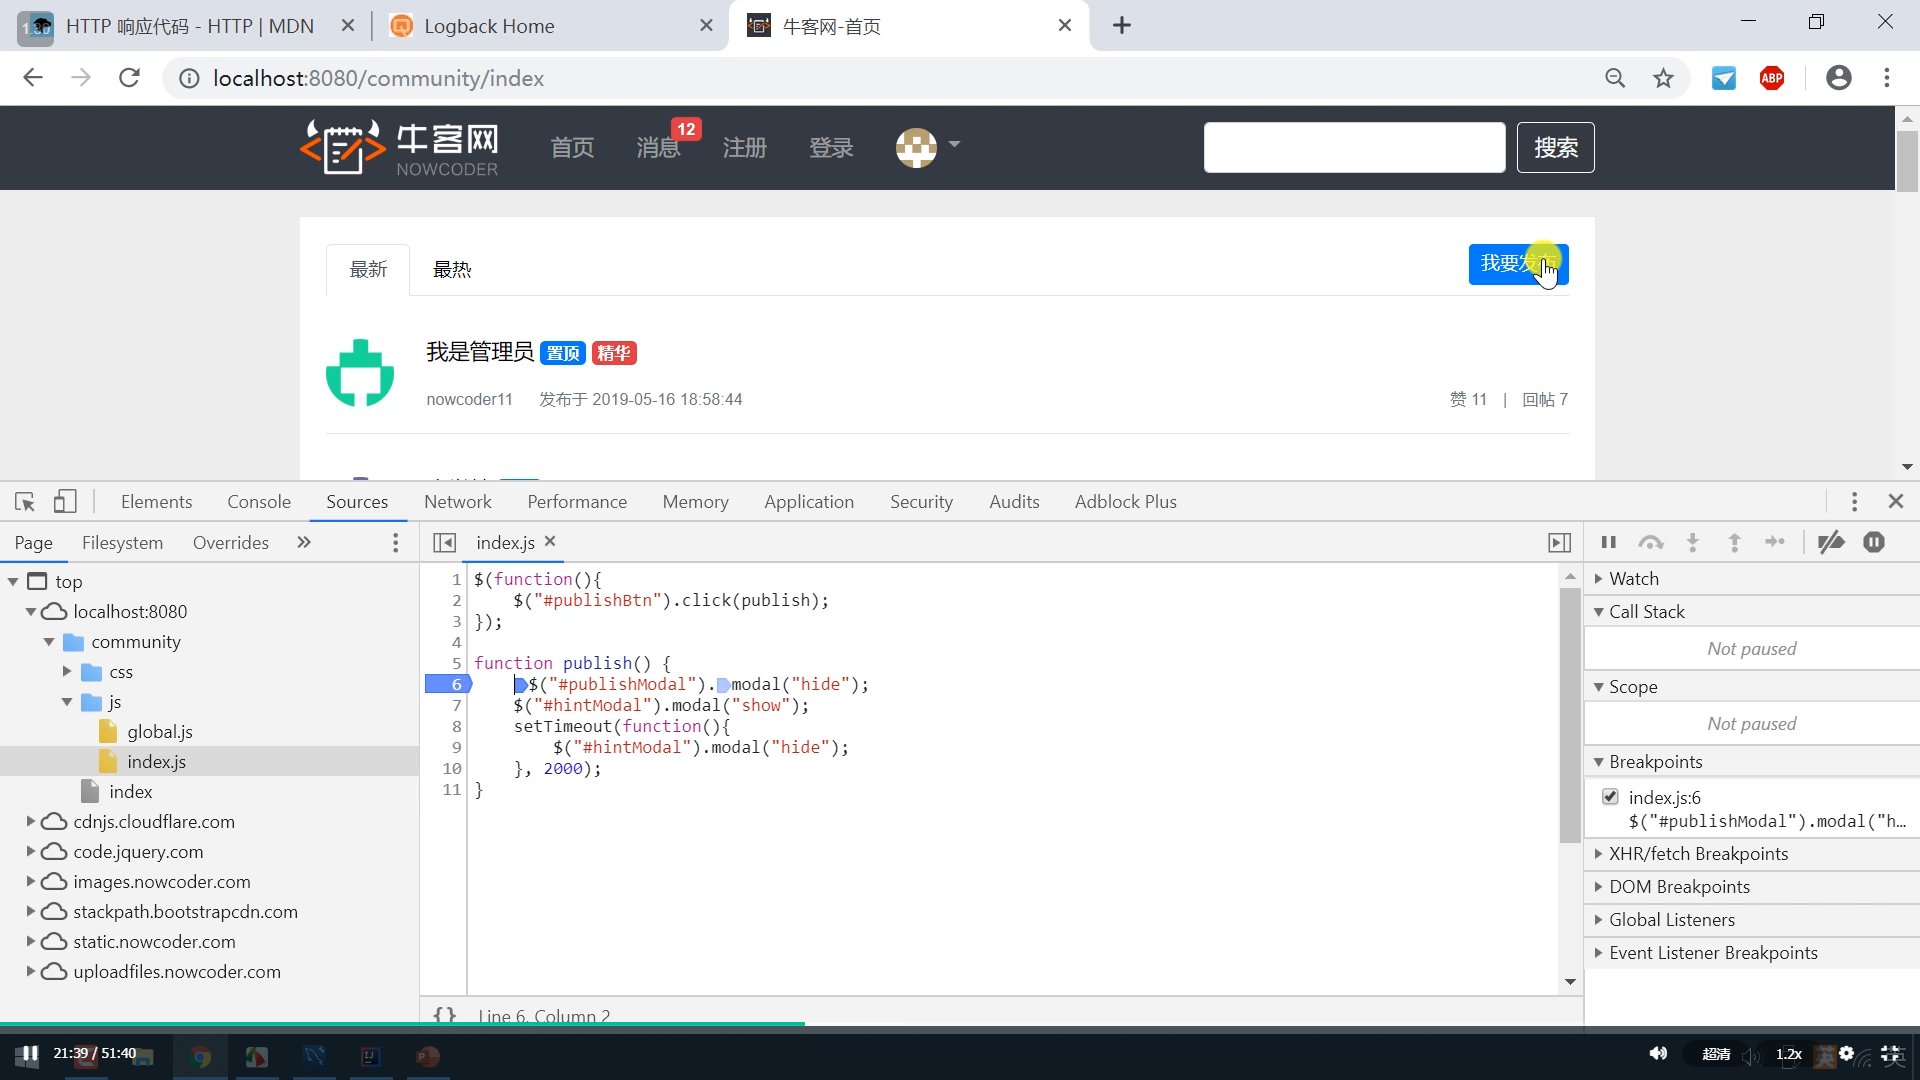 HTTP 响应代码 - HTTP | MDN
Logback Home
牛客网-首页
localhost:8080/community/index
ABP
牛客网
NOWCODER
首页
消息
12
注册
登录
搜索
最新
最热
我要发布
我是管理员 置顶 精华
nowcoder11 发布于 2019-05-16 18:58:44
赞 11 | 回帖 7
Elements Console Sources Network Performance Memory Application Security Audits Adblock Plus
Page Filesystem Overrides »
index.js
top
localhost:8080
community
css
js
global.js
index.js
index
cdnjs.cloudflare.com
code.jquery.com
images.nowcoder.com
stackpath.bootstrapcdn.com
static.nowcoder.com
uploadfiles.nowcoder.com
1 $(function(){
2 $("#publishBtn").click(publish);
3 });
4
5 function publish() {
6 $("#publishModal").modal("hide");
7 $("#hintModal").modal("show");
8 setTimeout(function(){
9 $("#hintModal").modal("hide");
10 }, 2000);
11 }
{ } Line 6, Column 2
Watch
Call Stack
Not paused
Scope
Not paused
Breakpoints
index.js:6
$("#publishModal").modal("h...
XHR/fetch Breakpoints
DOM Breakpoints
Global Listeners
Event Listener Breakpoints
21:39 / 51:40
超清
1.2x
英